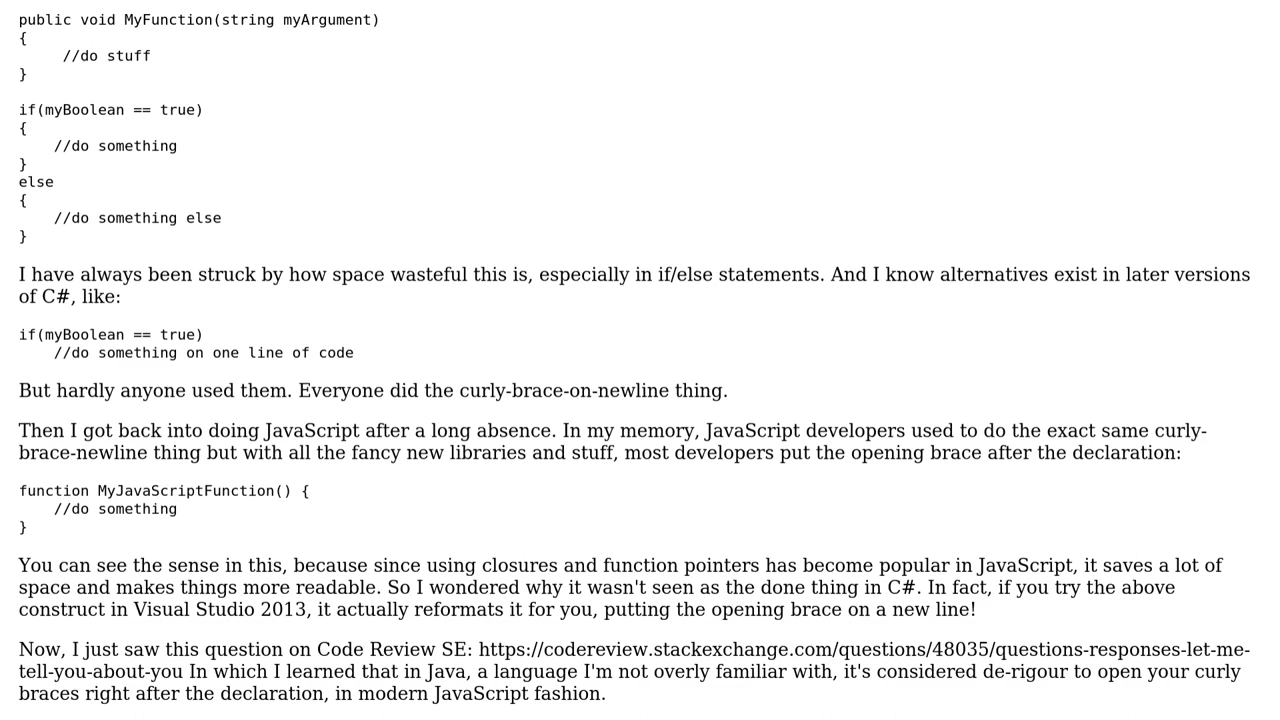 public void MyFunction(string myArgument)
{
     //do stuff
}

if(myBoolean == true)
{
    //do something
}
else
{
    //do something else
}

I have always been struck by how space wasteful this is, especially in if/else statements. And I know alternatives exist in later versions
of C#, like:

if(myBoolean == true)
    //do something on one line of code

But hardly anyone used them. Everyone did the curly-brace-on-newline thing.

Then I got back into doing JavaScript after a long absence. In my memory, JavaScript developers used to do the exact same curly-
brace-newline thing but with all the fancy new libraries and stuff, most developers put the opening brace after the declaration:

function MyJavaScriptFunction() {
    //do something
}

You can see the sense in this, because since using closures and function pointers has become popular in JavaScript, it saves a lot of
space and makes things more readable. So I wondered why it wasn't seen as the done thing in C#. In fact, if you try the above
construct in Visual Studio 2013, it actually reformats it for you, putting the opening brace on a new line!

Now, I just saw this question on Code Review SE: https://codereview.stackexchange.com/questions/48035/questions-responses-let-me-
tell-you-about-you In which I learned that in Java, a language I'm not overly familiar with, it's considered de-rigour to open your curly
braces right after the declaration, in modern JavaScript fashion.